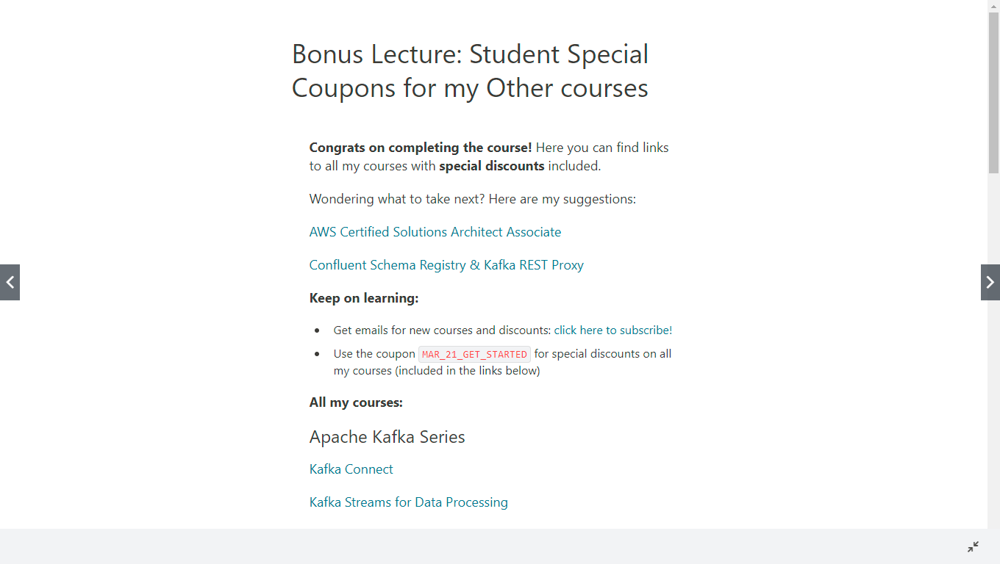 Bonus Lecture: Student Special
Coupons for my Other courses
Congrats on completing the course! Here you can find links
to all my courses with special discounts included.
Wondering what to take next? Here are my suggestions:
AWS Certified Solutions Architect Associate
Confluent Schema Registry & Kafka REST Proxy
Keep on learning:
• Get emails for new courses and discounts: click here to subscribe!
• Use the coupon MAR_21_GET_STARTED for special discounts on all
my courses (included in the links below)
All my courses:
Apache Kafka Series
Kafka Connect
Kafka Streams for Data Processing